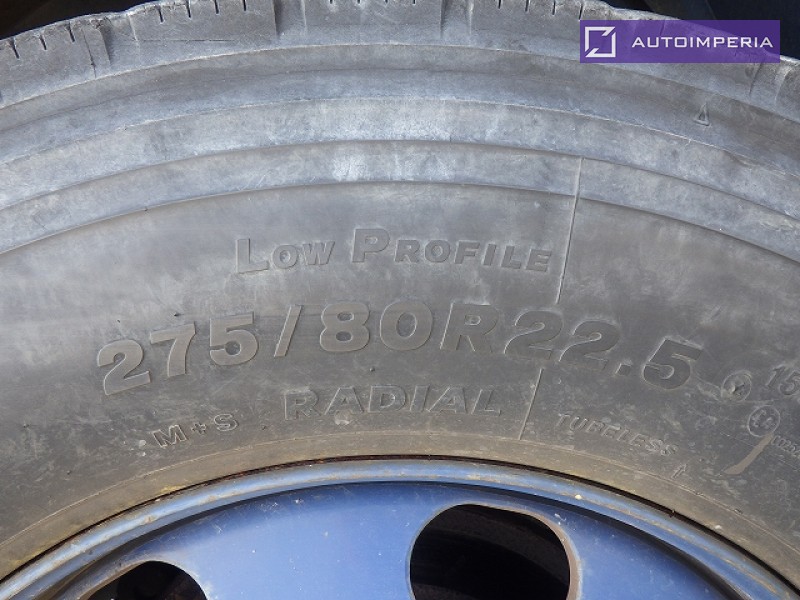 AUTOIMPERIA
LOW PROFILE
275/80R22.5
M+S RADIAL TUBELESS